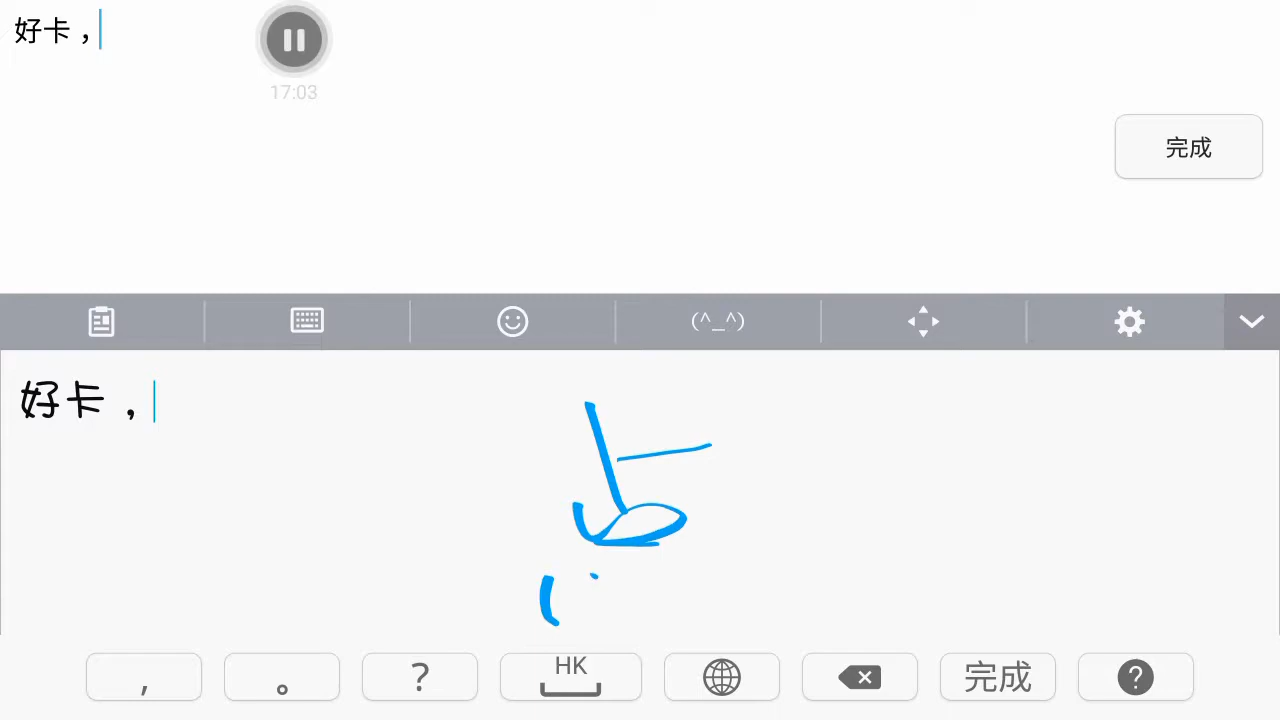 好卡，
17:03
完成
(^_^)
好卡，
, 。 ? HK 完成 ?